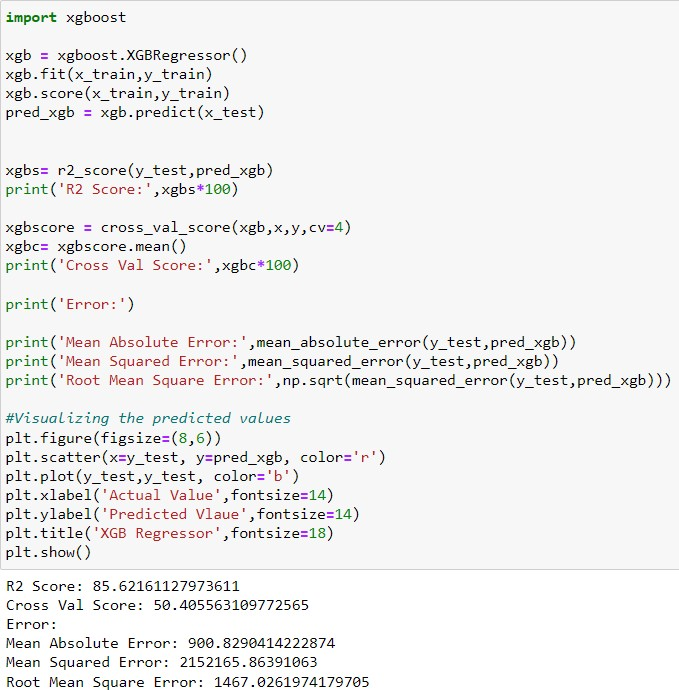 import xgboost
xgb = xgboost.XGBRegressor()
xgb.fit(x_train,y_train)
xgb.score(x_train,y_train)
pred_xgb = xgb.predict(x_test)
xgbs= r2_score(y_test,pred_xgb)
print('R2 Score:',xgbs*100)
xgbscore = cross_val_score(xgb,x,y,cv=4)
xgbc= xgbscore.mean()
print('Cross Val Score:',xgbc*100)
print('Error:')
print('Mean Absolute Error:',mean_absolute_error(y_test,pred_xgb))
print('Mean Squared Error:',mean_squared_error(y_test,pred_xgb))
print('Root Mean Square Error:',np.sqrt(mean_squared_error(y_test,pred_xgb)))
#Visualizing the predicted values
plt.figure(figsize=(8,6))
plt.scatter(x=y_test, y=pred_xgb, color='r')
plt.plot(y_test,y_test, color='b')
plt.xlabel('Actual Value',fontsize=14)
plt.ylabel('Predicted Vlaue',fontsize=14)
plt.title('XGB Regressor',fontsize=18)
plt.show()
R2 Score: 85.62161127973611
Cross Val Score: 50.405563109772565
Error:
Mean Absolute Error: 900.8290414222874
Mean Squared Error: 2152165.86391063
Root Mean Square Error: 1467.0261974179705